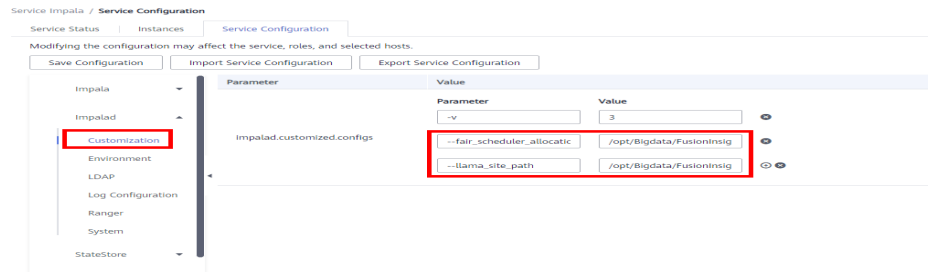 Service Impala / Service Configuration
Service Status Instances Service Configuration
Modifying the configuration may affect the service, roles, and selected hosts.
Save Configuration Import Service Configuration Export Service Configuration
Impala
Impalad
Customization
Environment
LDAP
Log Configuration
Ranger
System
StateStore
Parameter Value
Parameter Value
impalad.customized.configs
-v 3
--fair_scheduler_allocatic /opt/Bigdata/FusionInsig
--llama_site_path /opt/Bigdata/FusionInsig